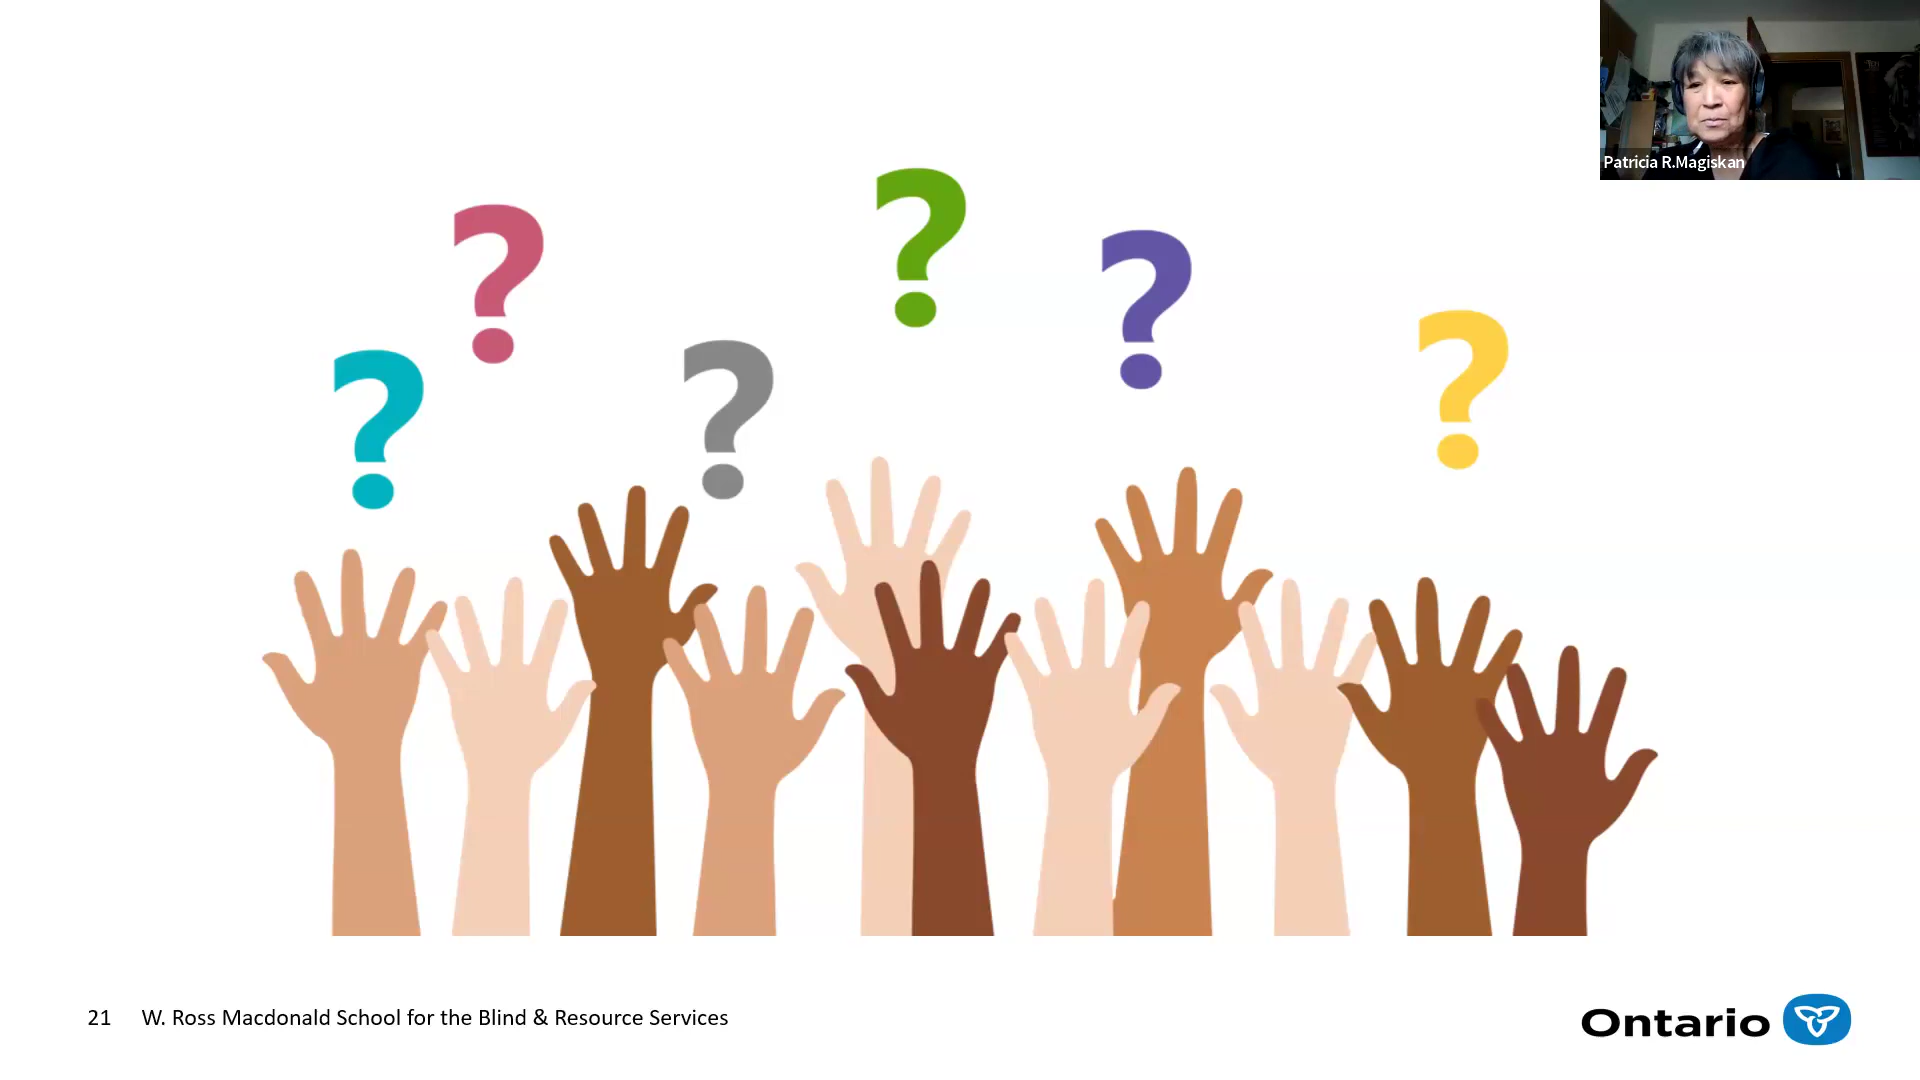 Patricia R.Magiskan
?
?
?
?
?
?
21 W. Ross Macdonald School for the Blind & Resource Services
Ontario